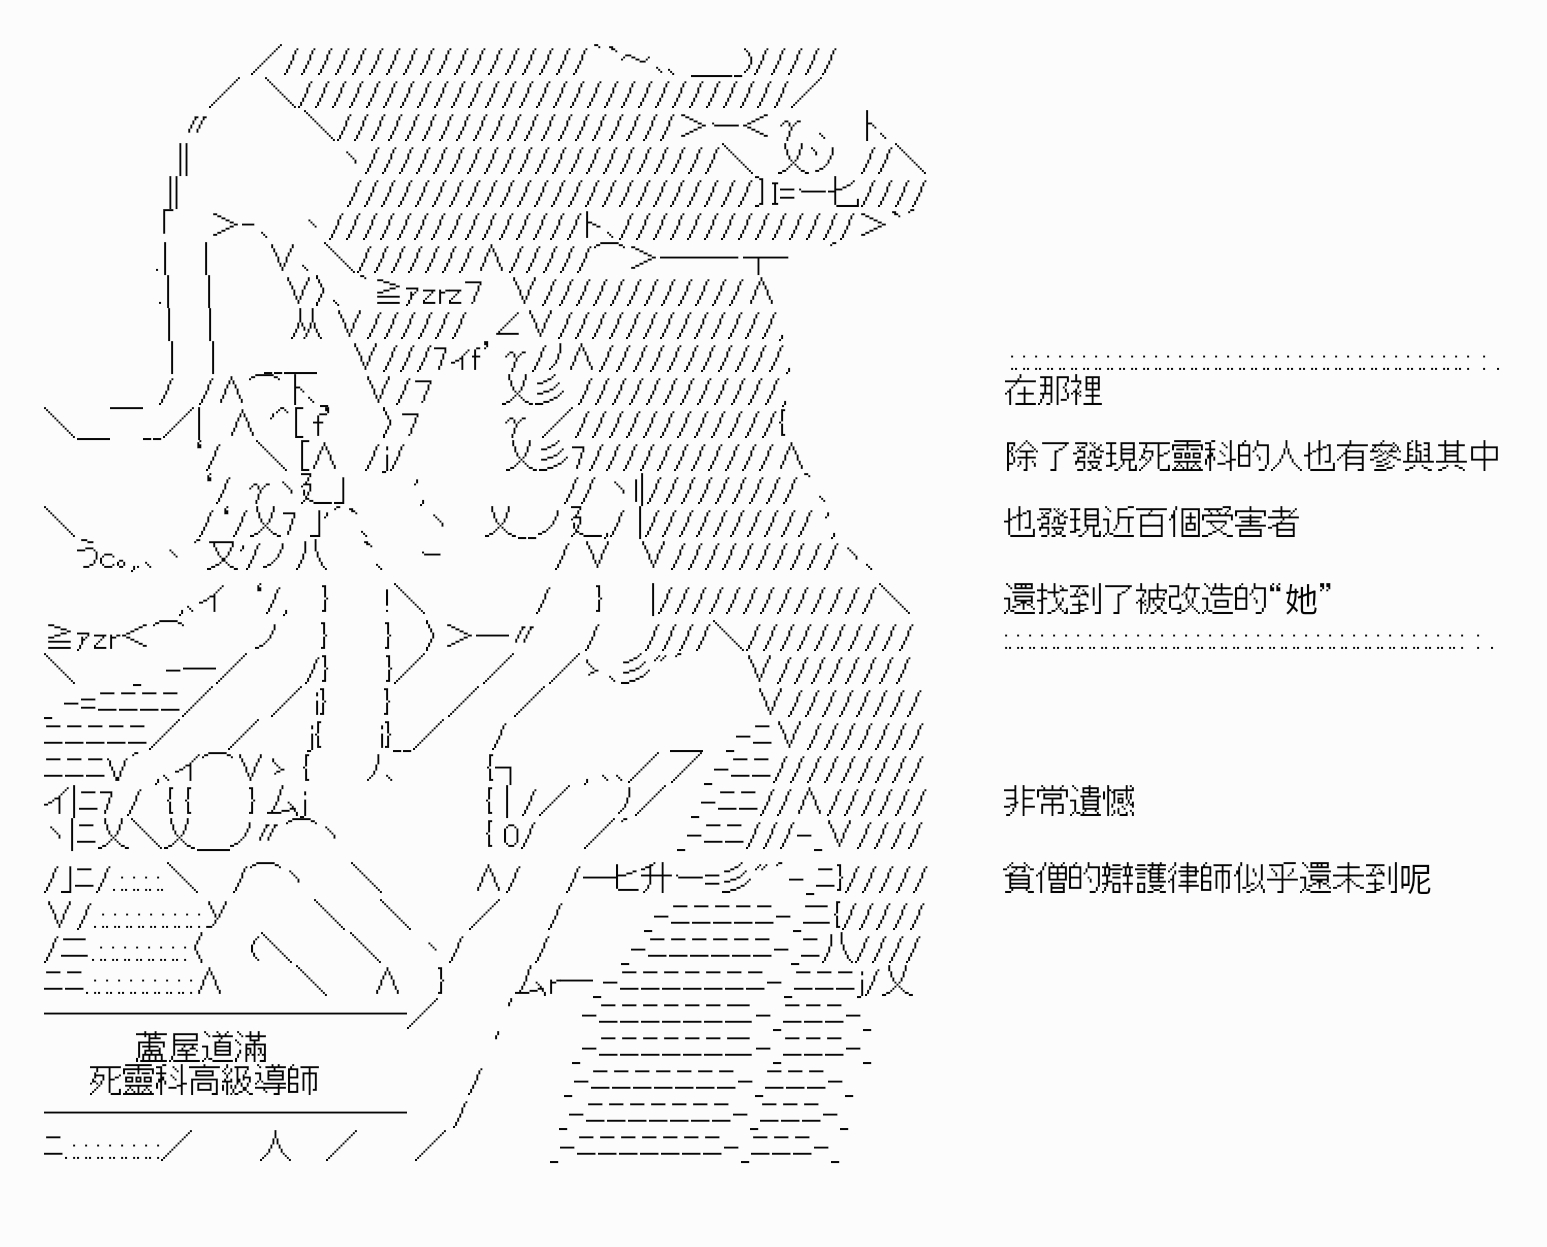 在那裡
除了發現死靈科的人也有參與其中
也發現近百個受害者
還找到了被改造的“她”
非常遺憾
貧僧的辯護律師似乎還未到呢
蘆屋道滿
死靈科高級導師